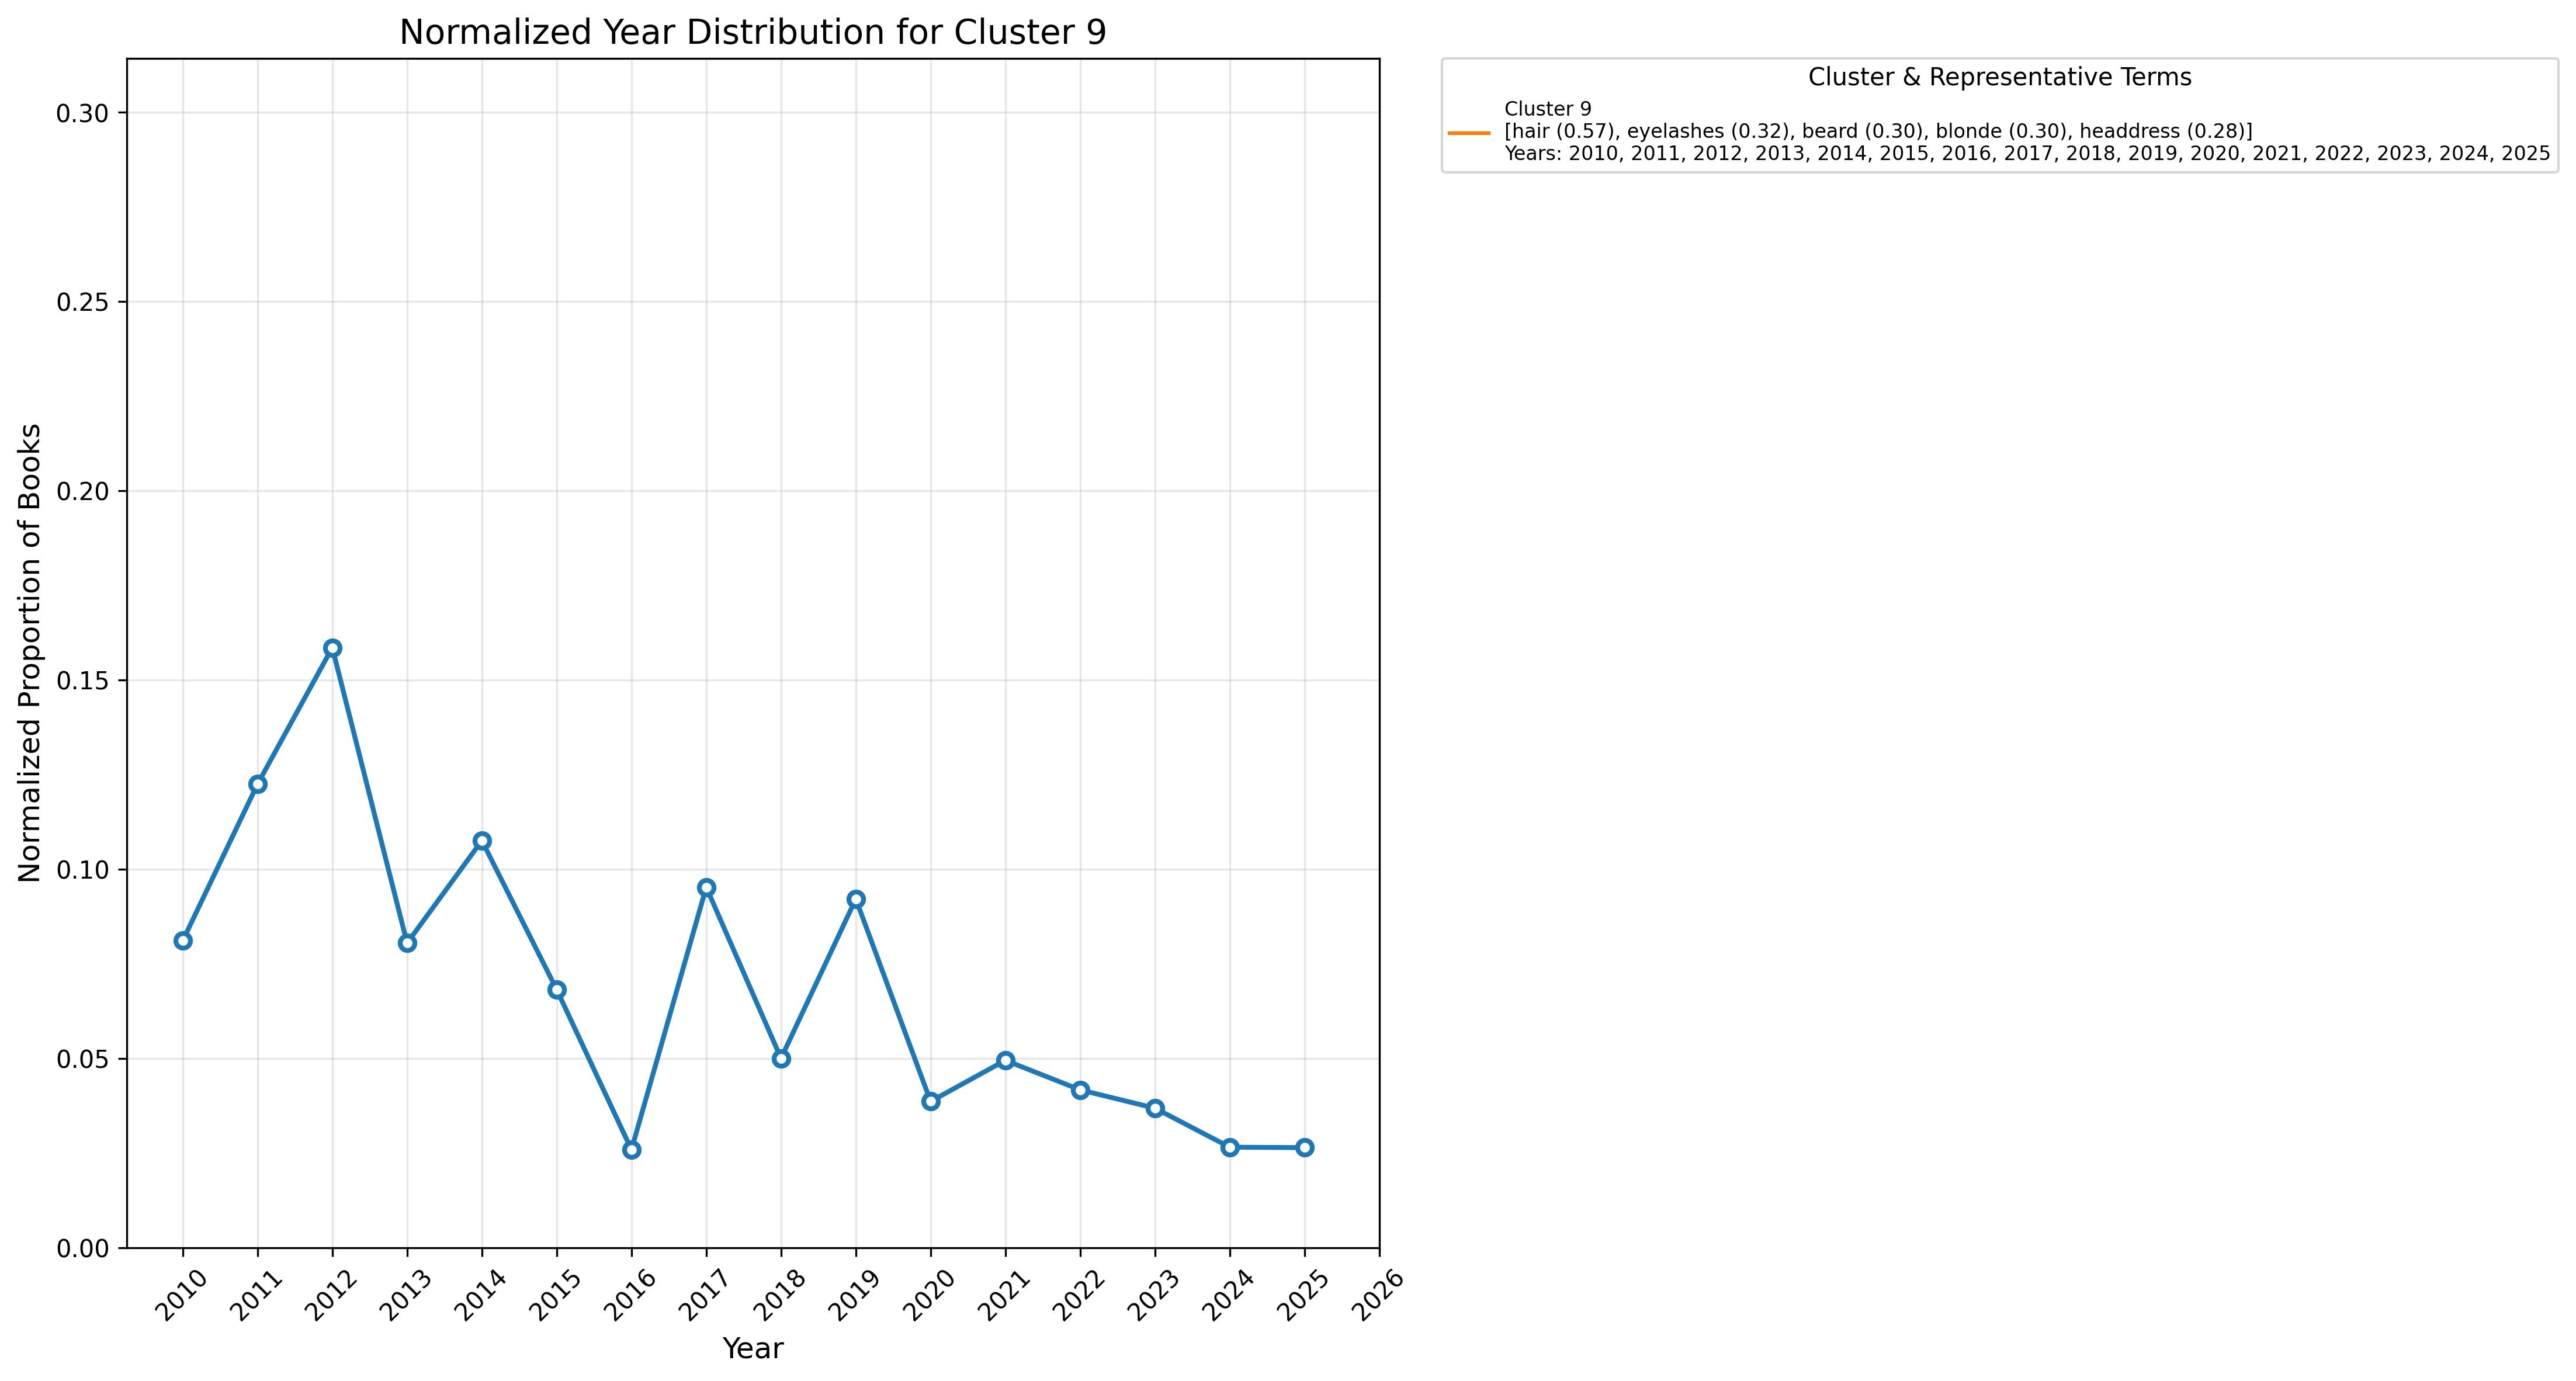 Normalized Year Distribution for Cluster 9
Cluster & Representative Terms
Cluster 9
[hair (0.57), eyelashes (0.32), beard (0.30), blonde (0.30), headdress (0.28)]
Years: 2010, 2011, 2012, 2013, 2014, 2015, 2016, 2017, 2018, 2019, 2020, 2021, 2022, 2023, 2024, 2025
Normalized Proportion of Books
0.30
0.25
0.20
0.15
0.10
0.05
0.00
2010 2011 2012 2013 2014 2015 2016 2017 2018 2019 2020 2021 2022 2023 2024 2025 2026
Year